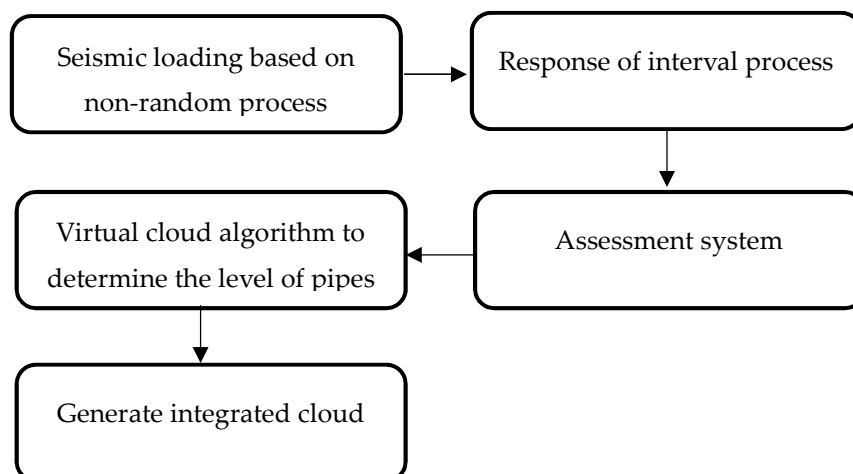 Seismic loading based on
non-random process
Response of interval process
Assessment system
Virtual cloud algorithm to
determine the level of pipes
Generate integrated cloud